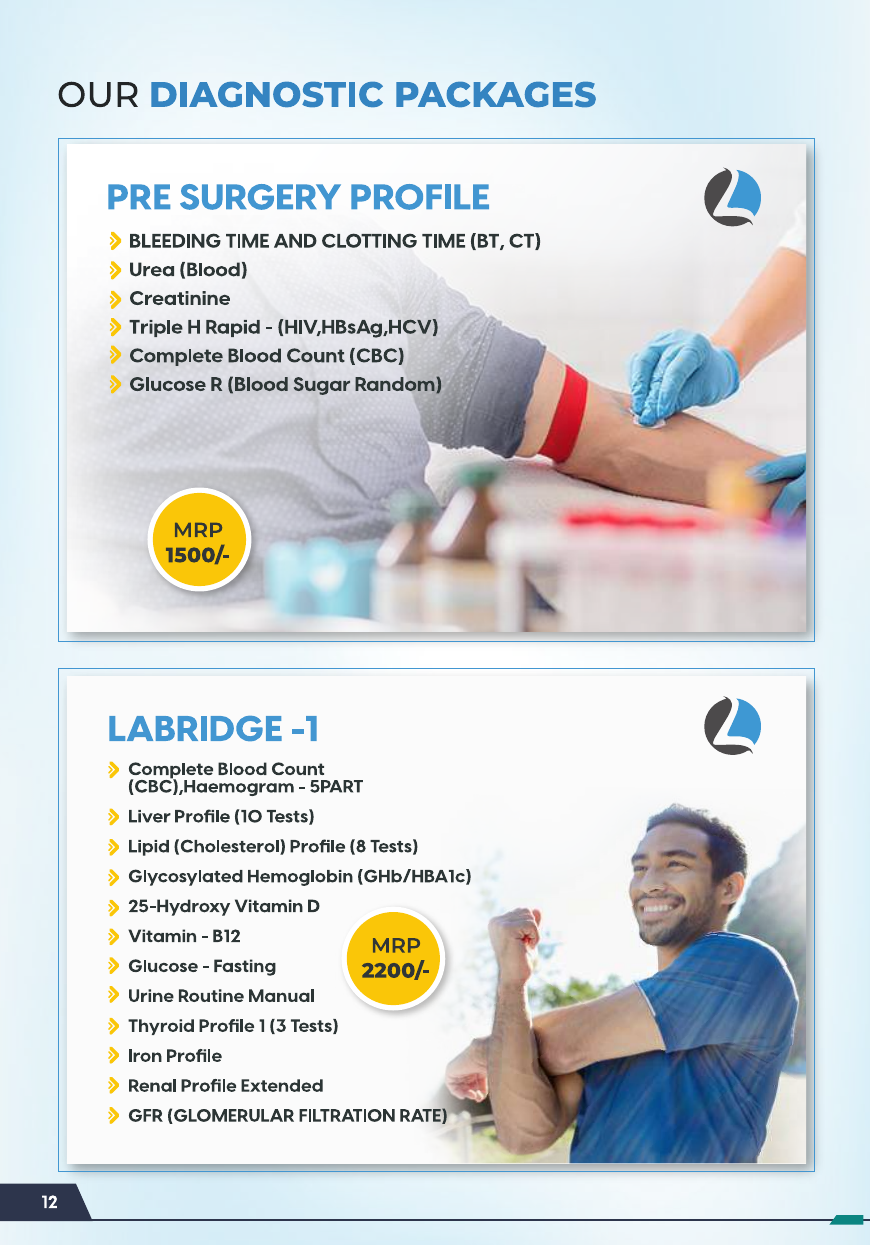 OUR DIAGNOSTIC PACKAGES
PRE SURGERY PROFILE
BLEEDING TIME AND CLOTTING TIME (BT, CT)
Urea (Blood)
Creatinine
Triple H Rapid - (HIV,HBsAg,HCV)
Complete Blood Count (CBC)
Glucose R (Blood Sugar Random)
MRP
1500/-
LABRIDGE -1
Complete Blood Count
(CBC),Haemogram - 5PART
Liver Profile (10 Tests)
Lipid (Cholesterol) Profile (8 Tests)
Glycosylated Hemoglobin (GHb/HBA1c)
25-Hydroxy Vitamin D
Vitamin - B12
Glucose - Fasting
Urine Routine Manual
Thyroid Profile 1 (3 Tests)
Iron Profile
Renal Profile Extended
GFR (GLOMERULAR FILTRATION RATE)
MRP
2200/-
12